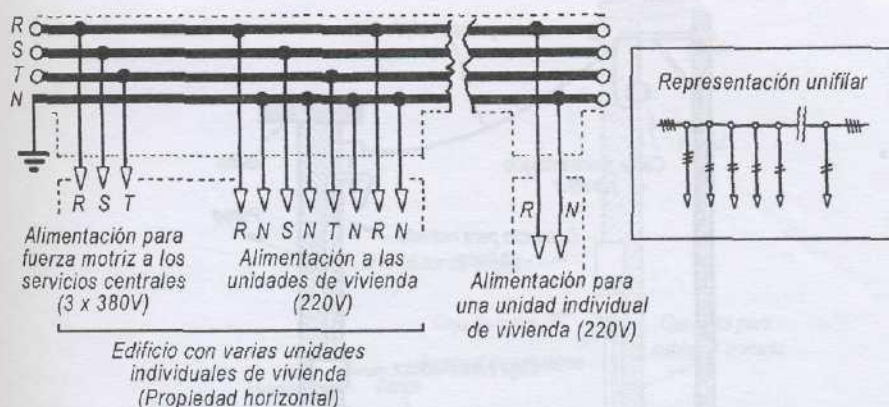 R
S
T
N
R S T
R N S N T N R N
R N
Alimentación para
fuerza motriz a los
servicios centrales
(3 x 380V)
Alimentación a las
unidades de vivienda
(220V)
Edificio con varias unidades
individuales de vivienda
(Propiedad horizontal)
Alimentación para
una unidad individual
de vivienda (220V)
Representación unifilar